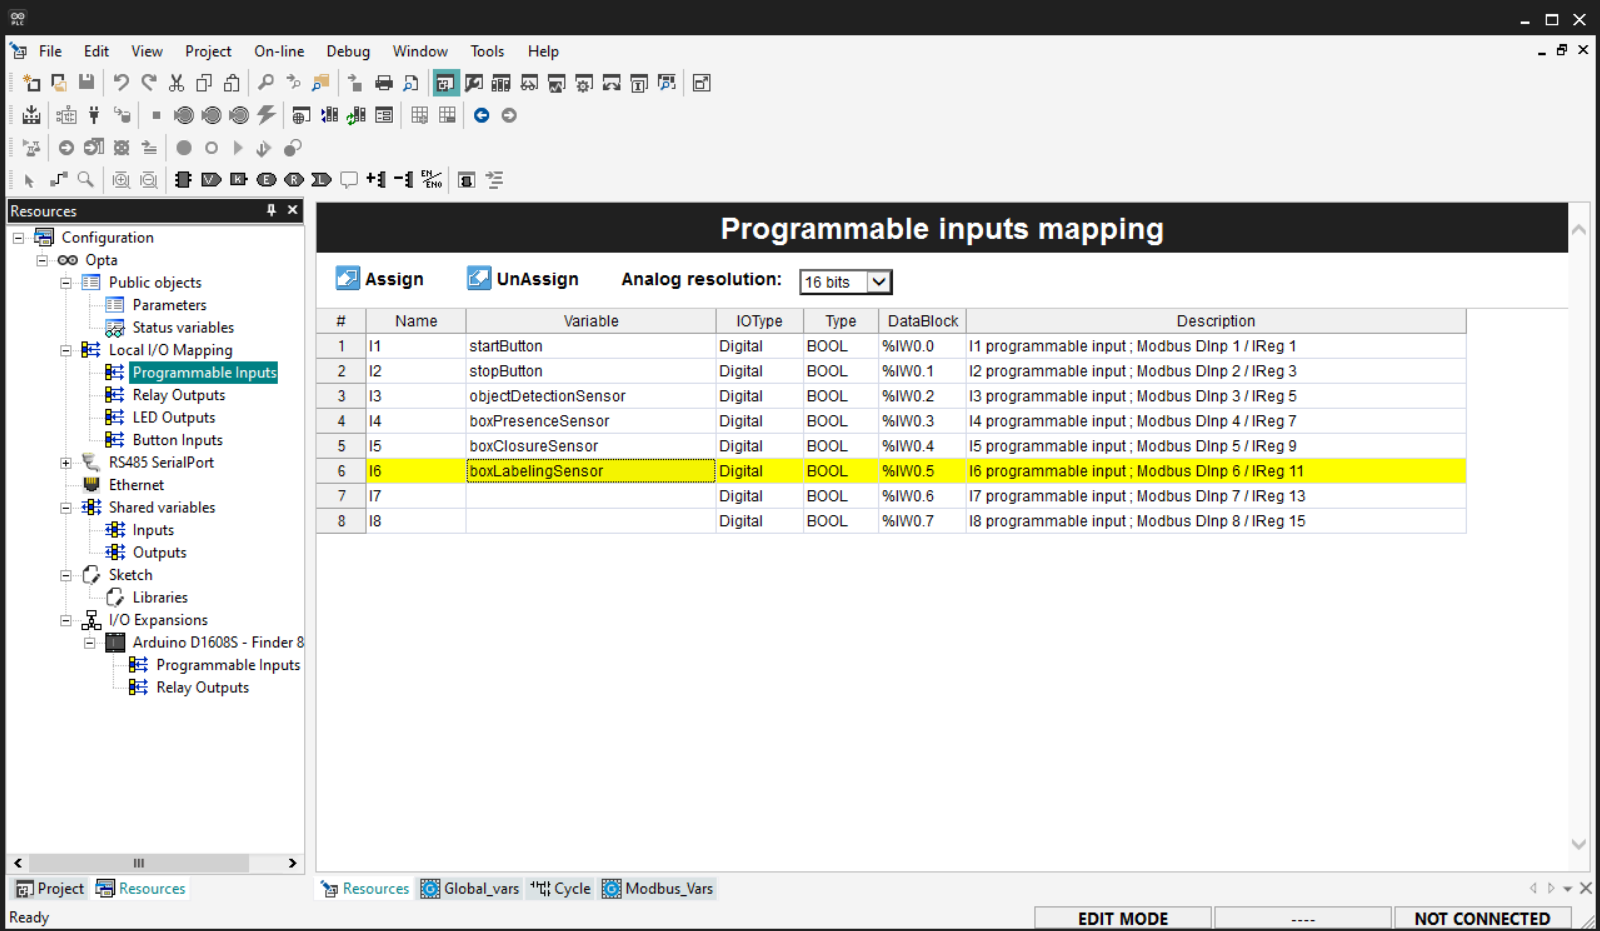 PLC
File Edit View Project On-line Debug Window Tools Help
EN/ENO
Resources
Configuration
Opta
Public objects
Parameters
Status variables
Local I/O Mapping
Programmable Inputs
Relay Outputs
LED Outputs
Button Inputs
RS485 SerialPort
Ethernet
Shared variables
Inputs
Outputs
Sketch
Libraries
I/O Expansions
Arduino D1608S - Finder 8
Programmable Inputs
Relay Outputs
Project Resources
Programmable inputs mapping
Assign UnAssign Analog resolution: 16 bits
# Name Variable IOType Type DataBlock Description
1 I1 startButton Digital BOOL %IW0.0 I1 programmable input ; Modbus DInp 1 / IReg 1
2 I2 stopButton Digital BOOL %IW0.1 I2 programmable input ; Modbus DInp 2 / IReg 3
3 I3 objectDetectionSensor Digital BOOL %IW0.2 I3 programmable input ; Modbus DInp 3 / IReg 5
4 I4 boxPresenceSensor Digital BOOL %IW0.3 I4 programmable input ; Modbus DInp 4 / IReg 7
5 I5 boxClosureSensor Digital BOOL %IW0.4 I5 programmable input ; Modbus DInp 5 / IReg 9
6 I6 boxLabelingSensor Digital BOOL %IW0.5 I6 programmable input ; Modbus DInp 6 / IReg 11
7 I7 Digital BOOL %IW0.6 I7 programmable input ; Modbus DInp 7 / IReg 13
8 I8 Digital BOOL %IW0.7 I8 programmable input ; Modbus DInp 8 / IReg 15
Resources Global_vars Cycle Modbus_Vars
Ready EDIT MODE ---- NOT CONNECTED